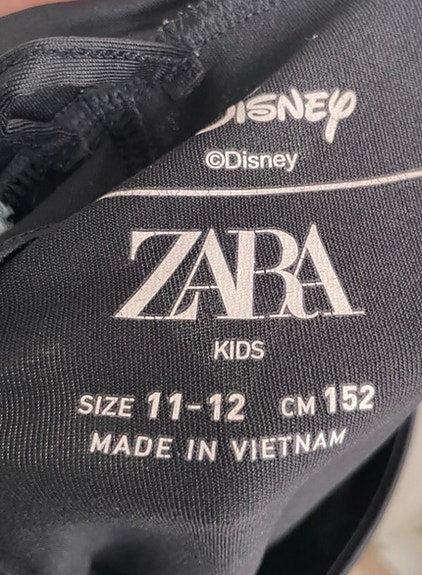 Disney
©Disney
ZARA
KIDS
SIZE 11-12 CM 152
MADE IN VIETNAM